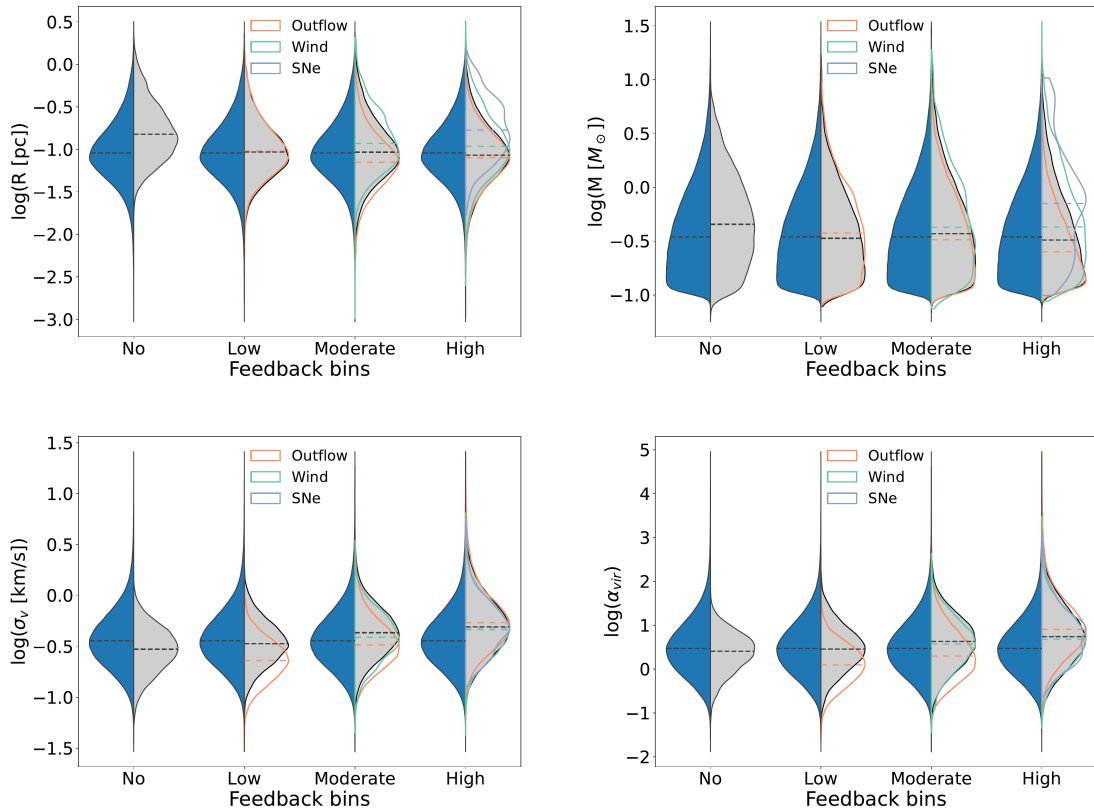 0.5
0.0
−0.5
−1.0
−1.5
−2.0
−2.5
−3.0
log(R [pc])
Outflow
Wind
SNe
No Low Moderate High
Feedback bins
1.5
1.0
0.5
0.0
−0.5
−1.0
log(M [M⊙])
Outflow
Wind
SNe
No Low Moderate High
Feedback bins
1.5
1.0
0.5
0.0
−0.5
−1.0
−1.5
log(σv [km/s])
Outflow
Wind
SNe
No Low Moderate High
Feedback bins
5
4
3
2
1
0
−1
−2
log(αvir)
Outflow
Wind
SNe
No Low Moderate High
Feedback bins